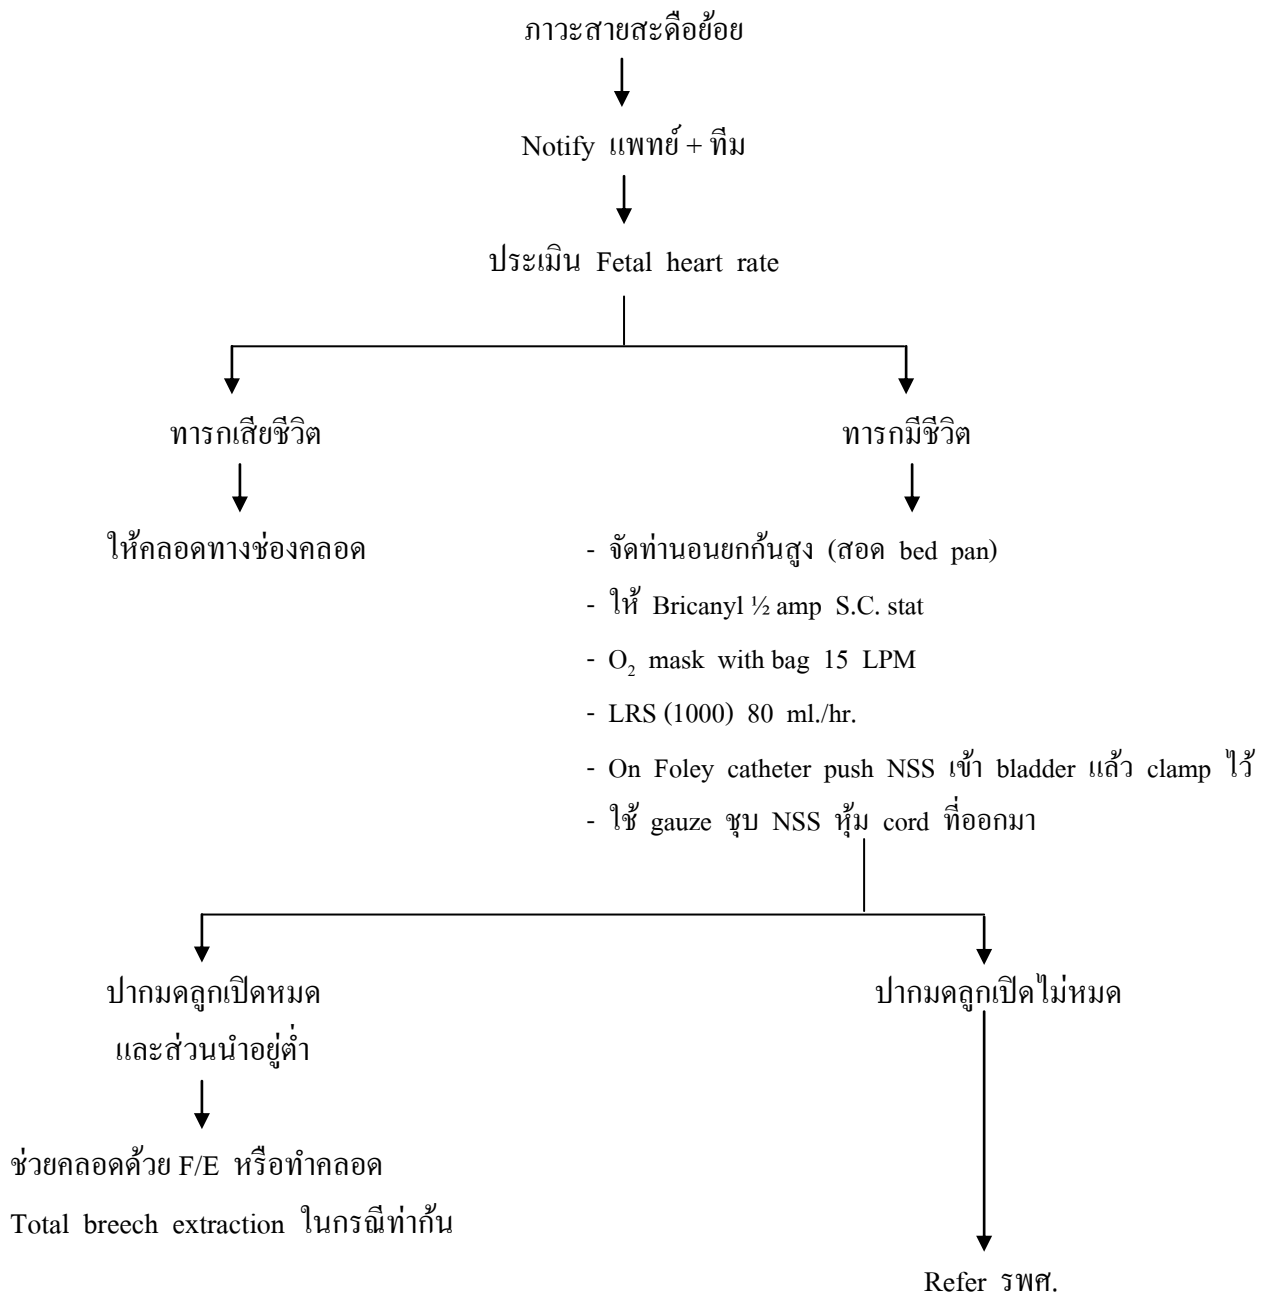 ภาวะสายสะดือย้อย
Notify แพทย์ + ทีม
ประเมิน Fetal heart rate
ทารกเสียชีวิต
ทารกมีชีวิต
ให้คลอดทางช่องคลอด
- จัดท่านอนยกก้นสูง (สอด bed pan)
- ให้ Bricanyl ½ amp S.C. stat
- O₂ mask with bag 15 LPM
- LRS (1000) 80 ml./hr.
- On Foley catheter push NSS เข้า bladder แล้ว clamp ไว้
- ใช้ gauze ชุบ NSS หุ้ม cord ที่ออกมา
ปากมดลูกเปิดหมด
และส่วนนำอยู่ต่ำ
ปากมดลูกเปิดไม่หมด
ช่วยคลอดด้วย F/E หรือทำคลอด
Total breech extraction ในกรณีท่าก้น
Refer รพศ.